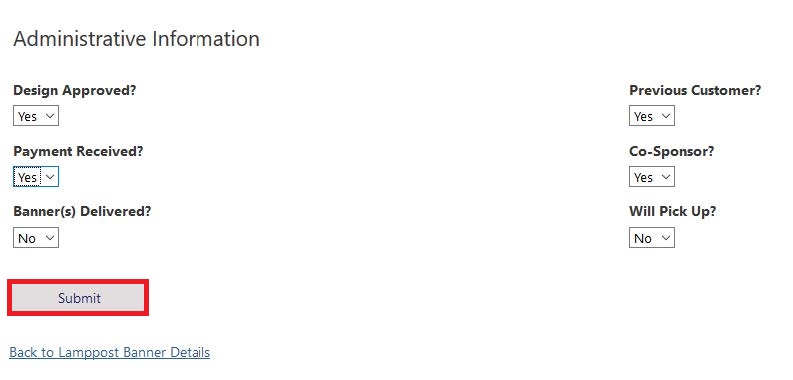 Administrative Information
Design Approved?
Previous Customer?
Yes
Yes
Payment Received?
Co-Sponsor?
Yes
Yes
Banner(s) Delivered?
Will Pick Up?
No
No
Submit
Back to Lamppost Banner Details